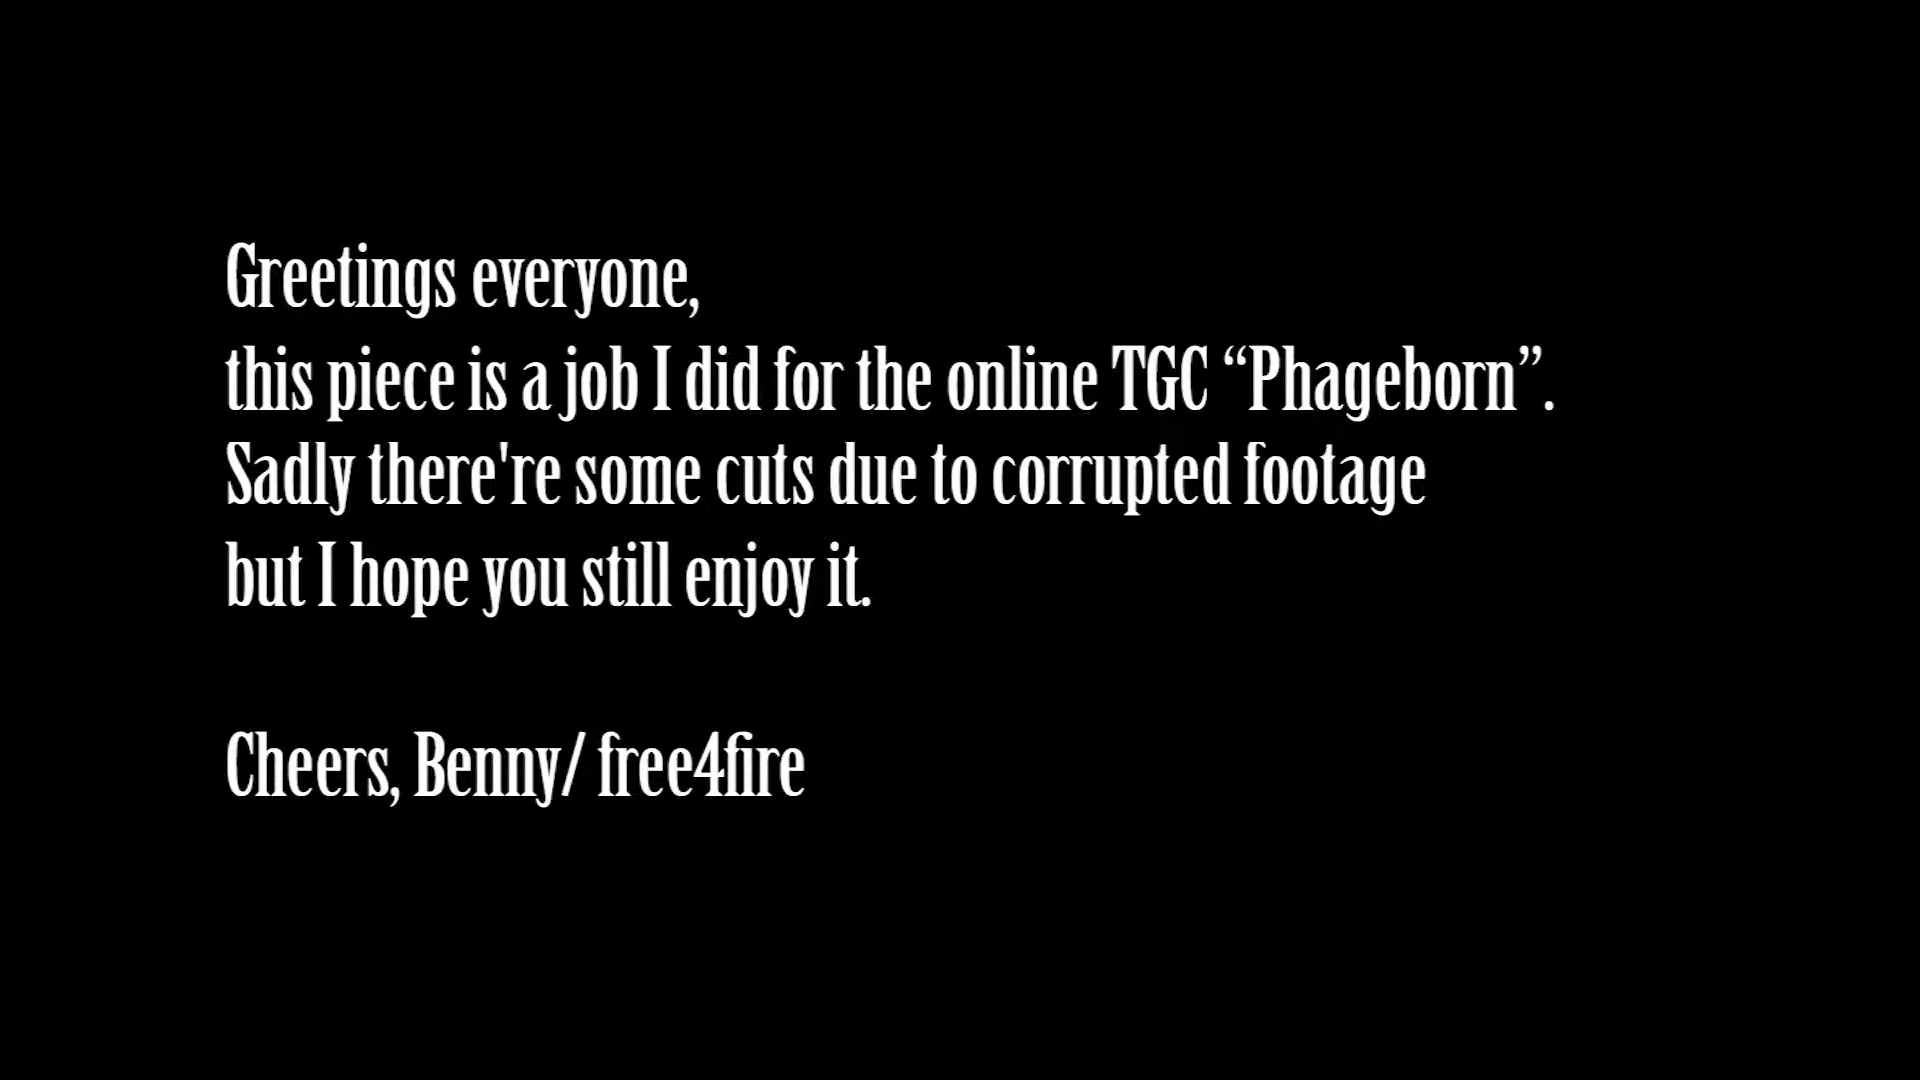 Greetings everyone,
this piece is a job I did for the online TGC “Phageborn”.
Sadly there're some cuts due to corrupted footage
but I hope you still enjoy it.
Cheers, Benny/ free4fire